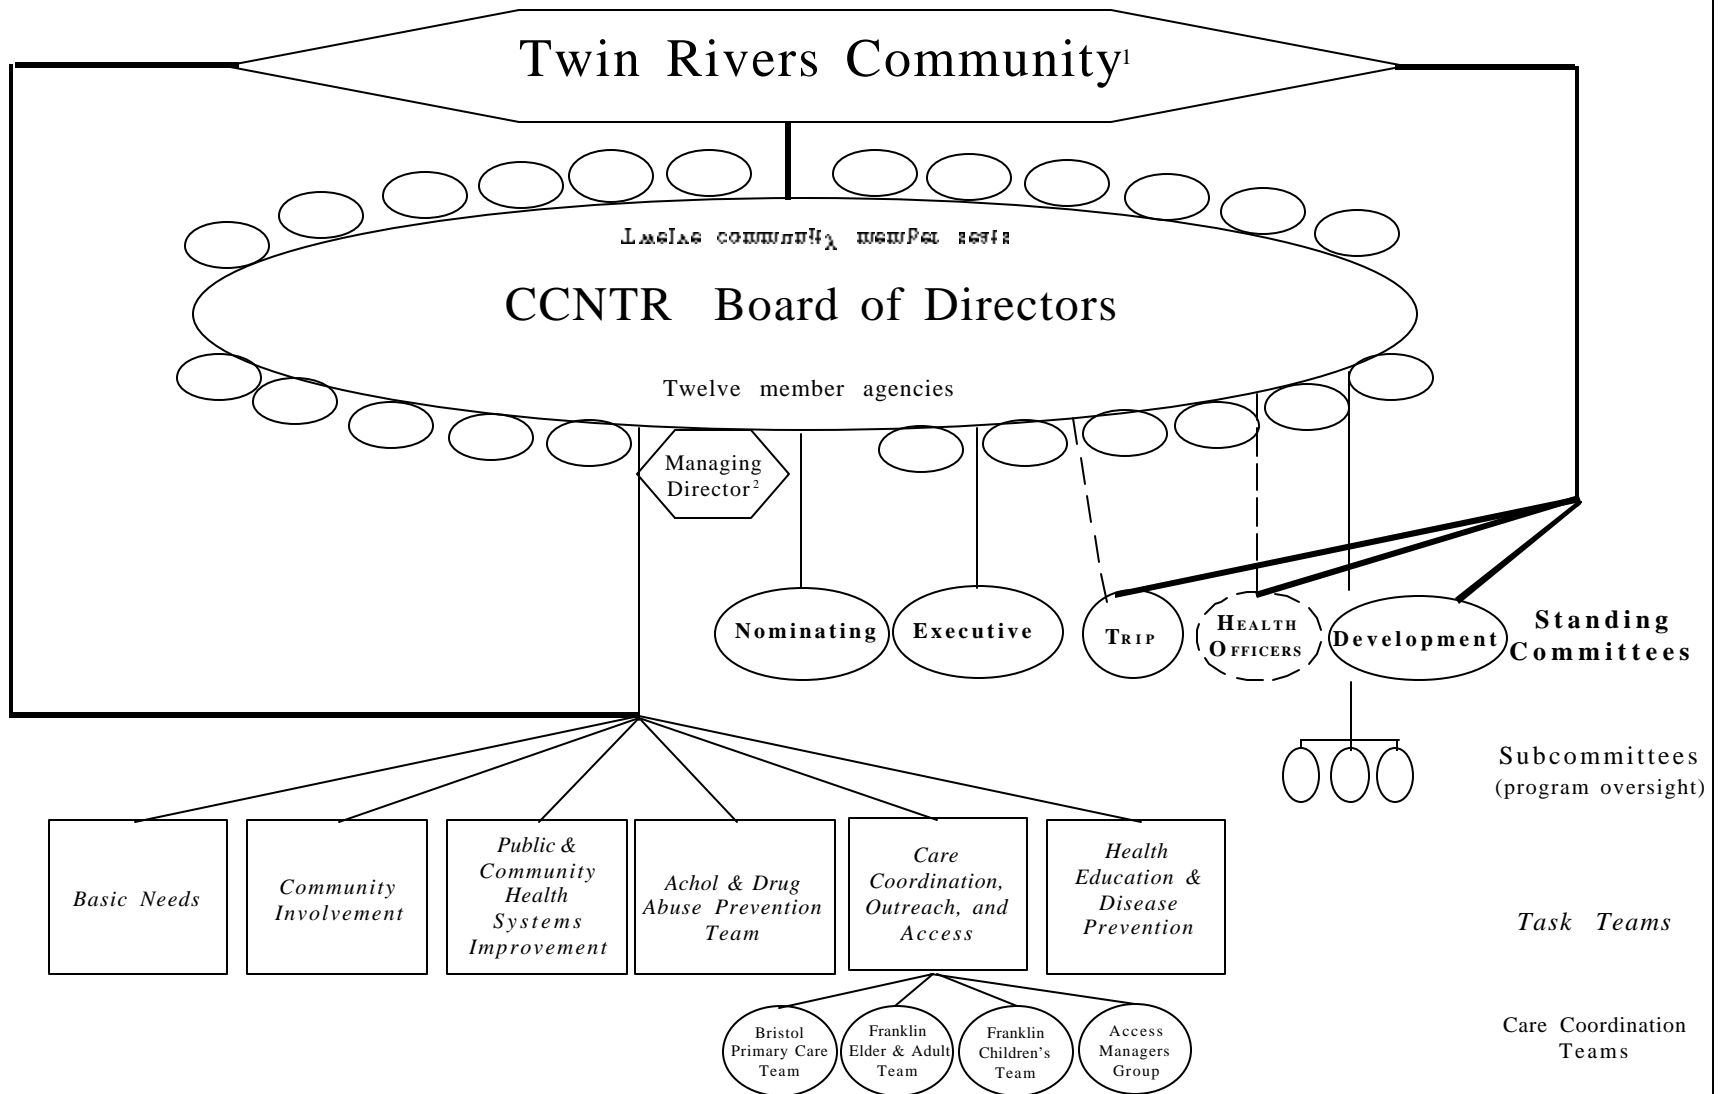 Twin Rivers Community1
Twelve community member seats
CCNTR Board of Directors
Twelve member agencies
Managing
Director2
Nominating
Executive
TRIP
HEALTH
OFFICERS
Development
Standing
Committees
Subcommittees
(program oversight)
Basic Needs
Community
Involvement
Public &
Community
Health
Systems
Improvement
Achol & Drug
Abuse Prevention
Team
Care
Coordination,
Outreach, and
Access
Health
Education &
Disease
Prevention
Task Teams
Bristol
Primary Care
Team
Franklin
Elder & Adult
Team
Franklin
Children's
Team
Access
Managers
Group
Care Coordination
Teams